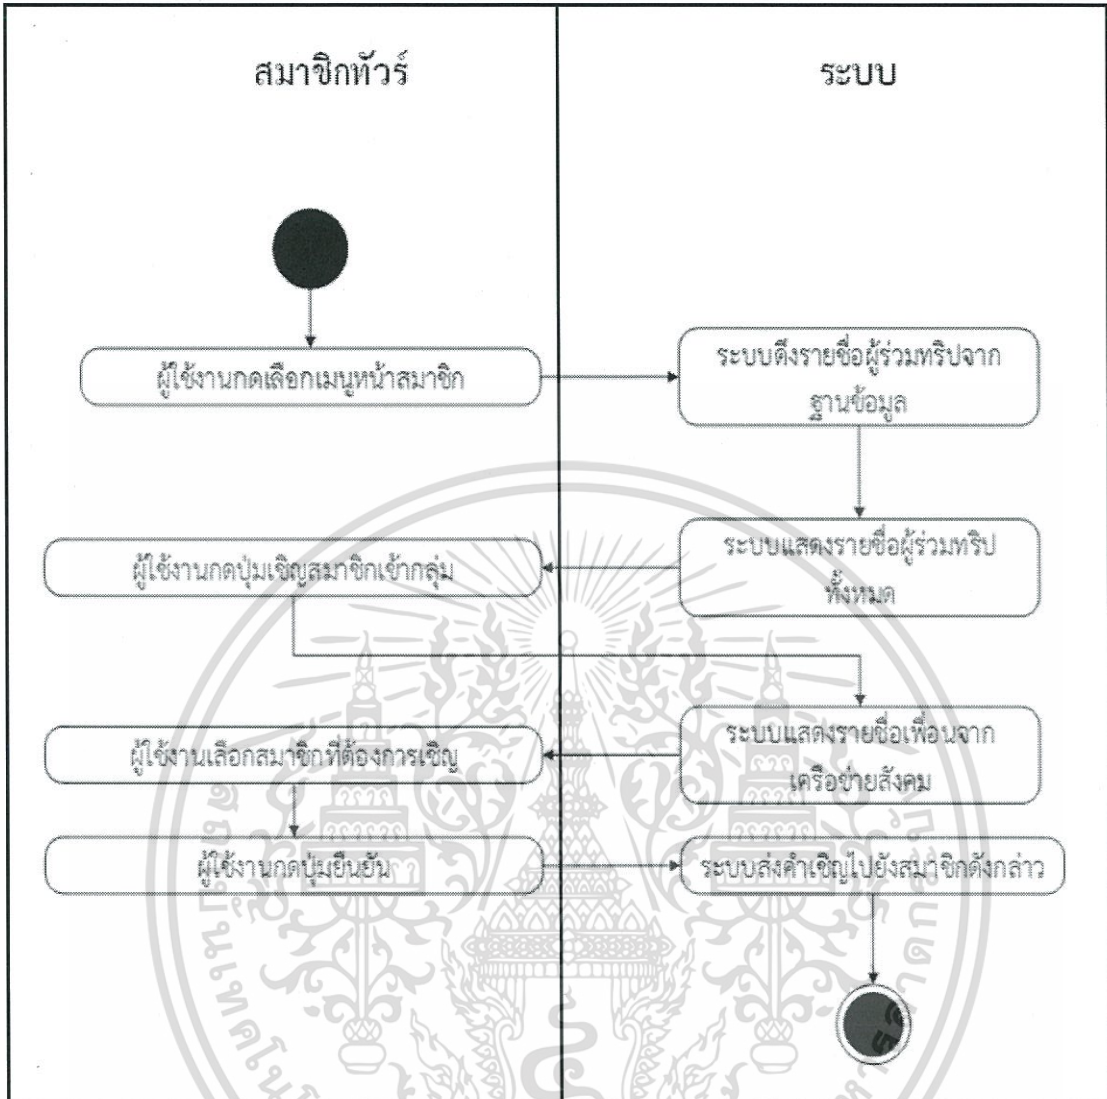 สมาชิกทัวร์
ระบบ
ผู้ใช้งานกดเลือกเมนูหน้าสมาชิก
ระบบดึงรายชื่อผู้ร่วมทริปจาก
ฐานข้อมูล
ระบบแสดงรายชื่อผู้ร่วมทริป
ทั้งหมด
ผู้ใช้งานกดปุ่มเชิญสมาชิกเข้ากลุ่ม
ระบบแสดงรายชื่อเพื่อนจาก
เครือข่ายสังคม
ผู้ใช้งานเลือกสมาชิกที่ต้องการเชิญ
ผู้ใช้งานกดปุ่มยืนยัน
ระบบส่งคำเชิญไปยังสมาชิกดังกล่าว